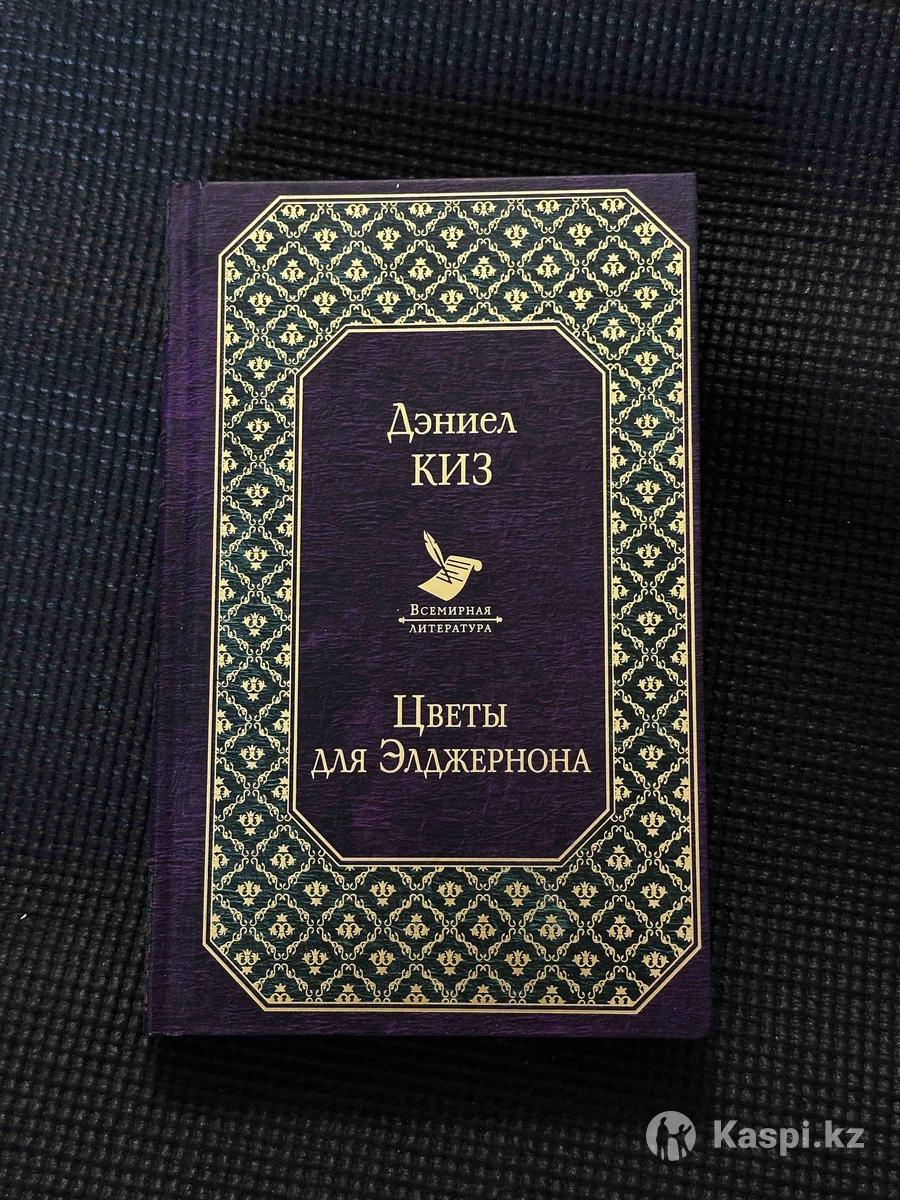 Дэниел
КИЗ
Всемирная
литература
Цветы
для Элджернона
Kaspi.kz